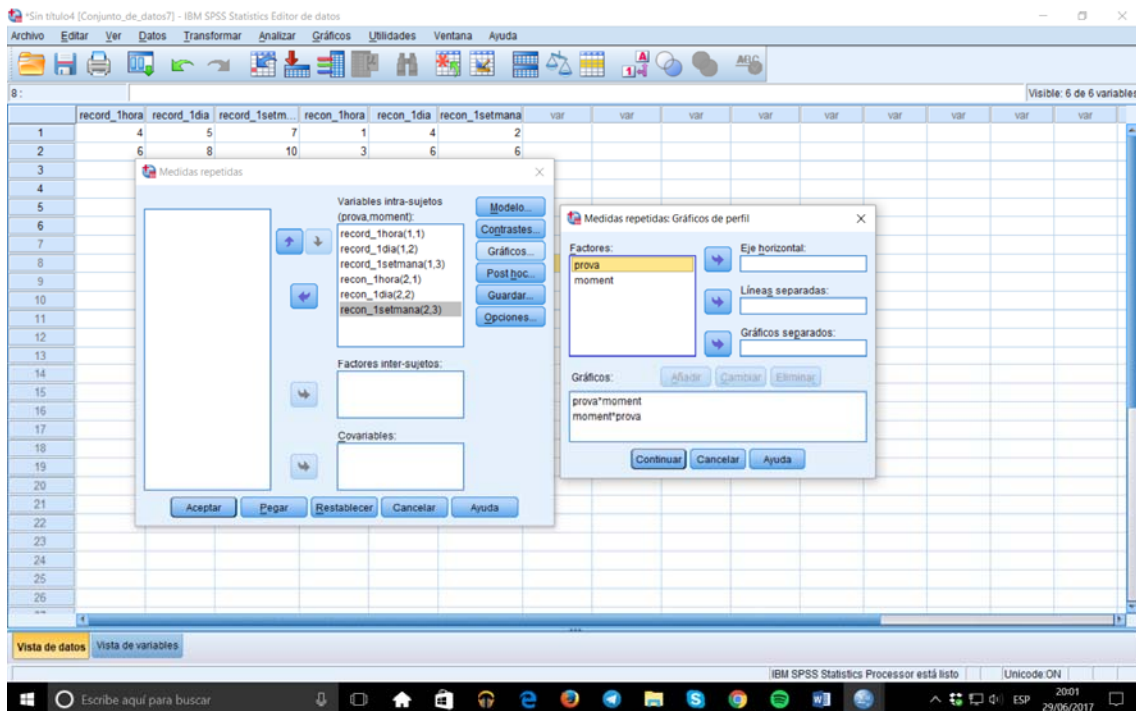 *Sin título4 [Conjunto_de_datos7] - IBM SPSS Statistics Editor de datos
Archivo Editar Ver Datos Transformar Analizar Gráficos Utilidades Ventana Ayuda
8 :
Visible: 6 de 6 variables
record_1hora record_1dia record_1setm... recon_1hora recon_1dia recon_1setmana var var var var var var var var var
1 4 5 7 1 4 2
2 6 8 10 3 6 6
3
4
5
6
7
8
9
10
11
12
13
14
15
16
17
18
19
20
21
22
23
24
25
26
Medidas repetidas
Variables intra-sujetos
(prova,moment):
record_1hora(1,1)
record_1dia(1,2)
record_1setmana(1,3)
recon_1hora(2,1)
recon_1dia(2,2)
recon_1setmana(2,3)
Modelo...
Contrastes...
Gráficos...
Post hoc...
Guardar...
Opciones...
Factores inter-sujetos:
Covariables:
Aceptar Pegar Restablecer Cancelar Ayuda
Medidas repetidas: Gráficos de perfil
Factores:
prova
moment
Eje horizontal:
Líneas separadas:
Gráficos separados:
Gráficos:
Añadir Cambiar Eliminar
prova*moment
moment*prova
Continuar Cancelar Ayuda
Vista de datos Vista de variables
IBM SPSS Statistics Processor está listo Unicode:ON
Escribe aquí para buscar
ESP
20:01
29/06/2017